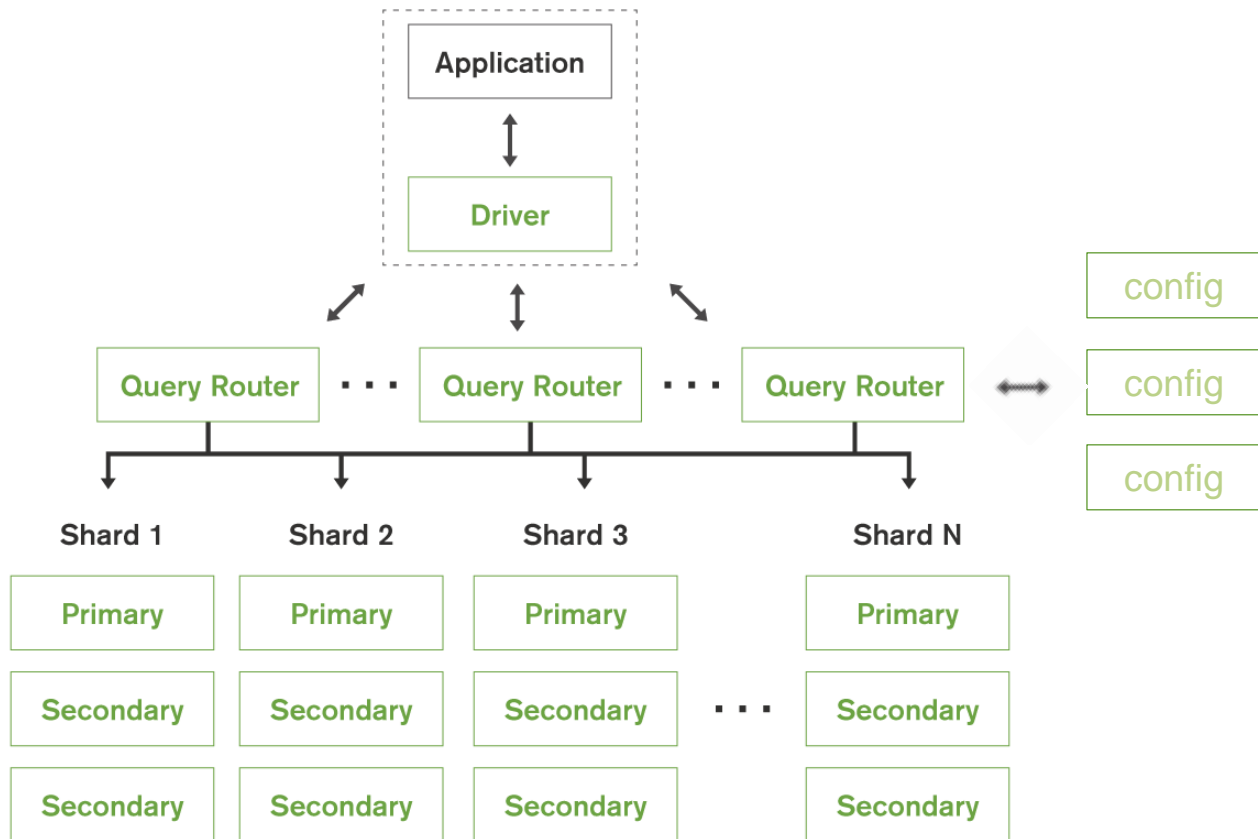 Application
Driver
config
Query Router ... Query Router ... Query Router
config
config
Shard 1 Shard 2 Shard 3 Shard N
Primary Primary Primary Primary
Secondary Secondary Secondary ... Secondary
Secondary Secondary Secondary Secondary